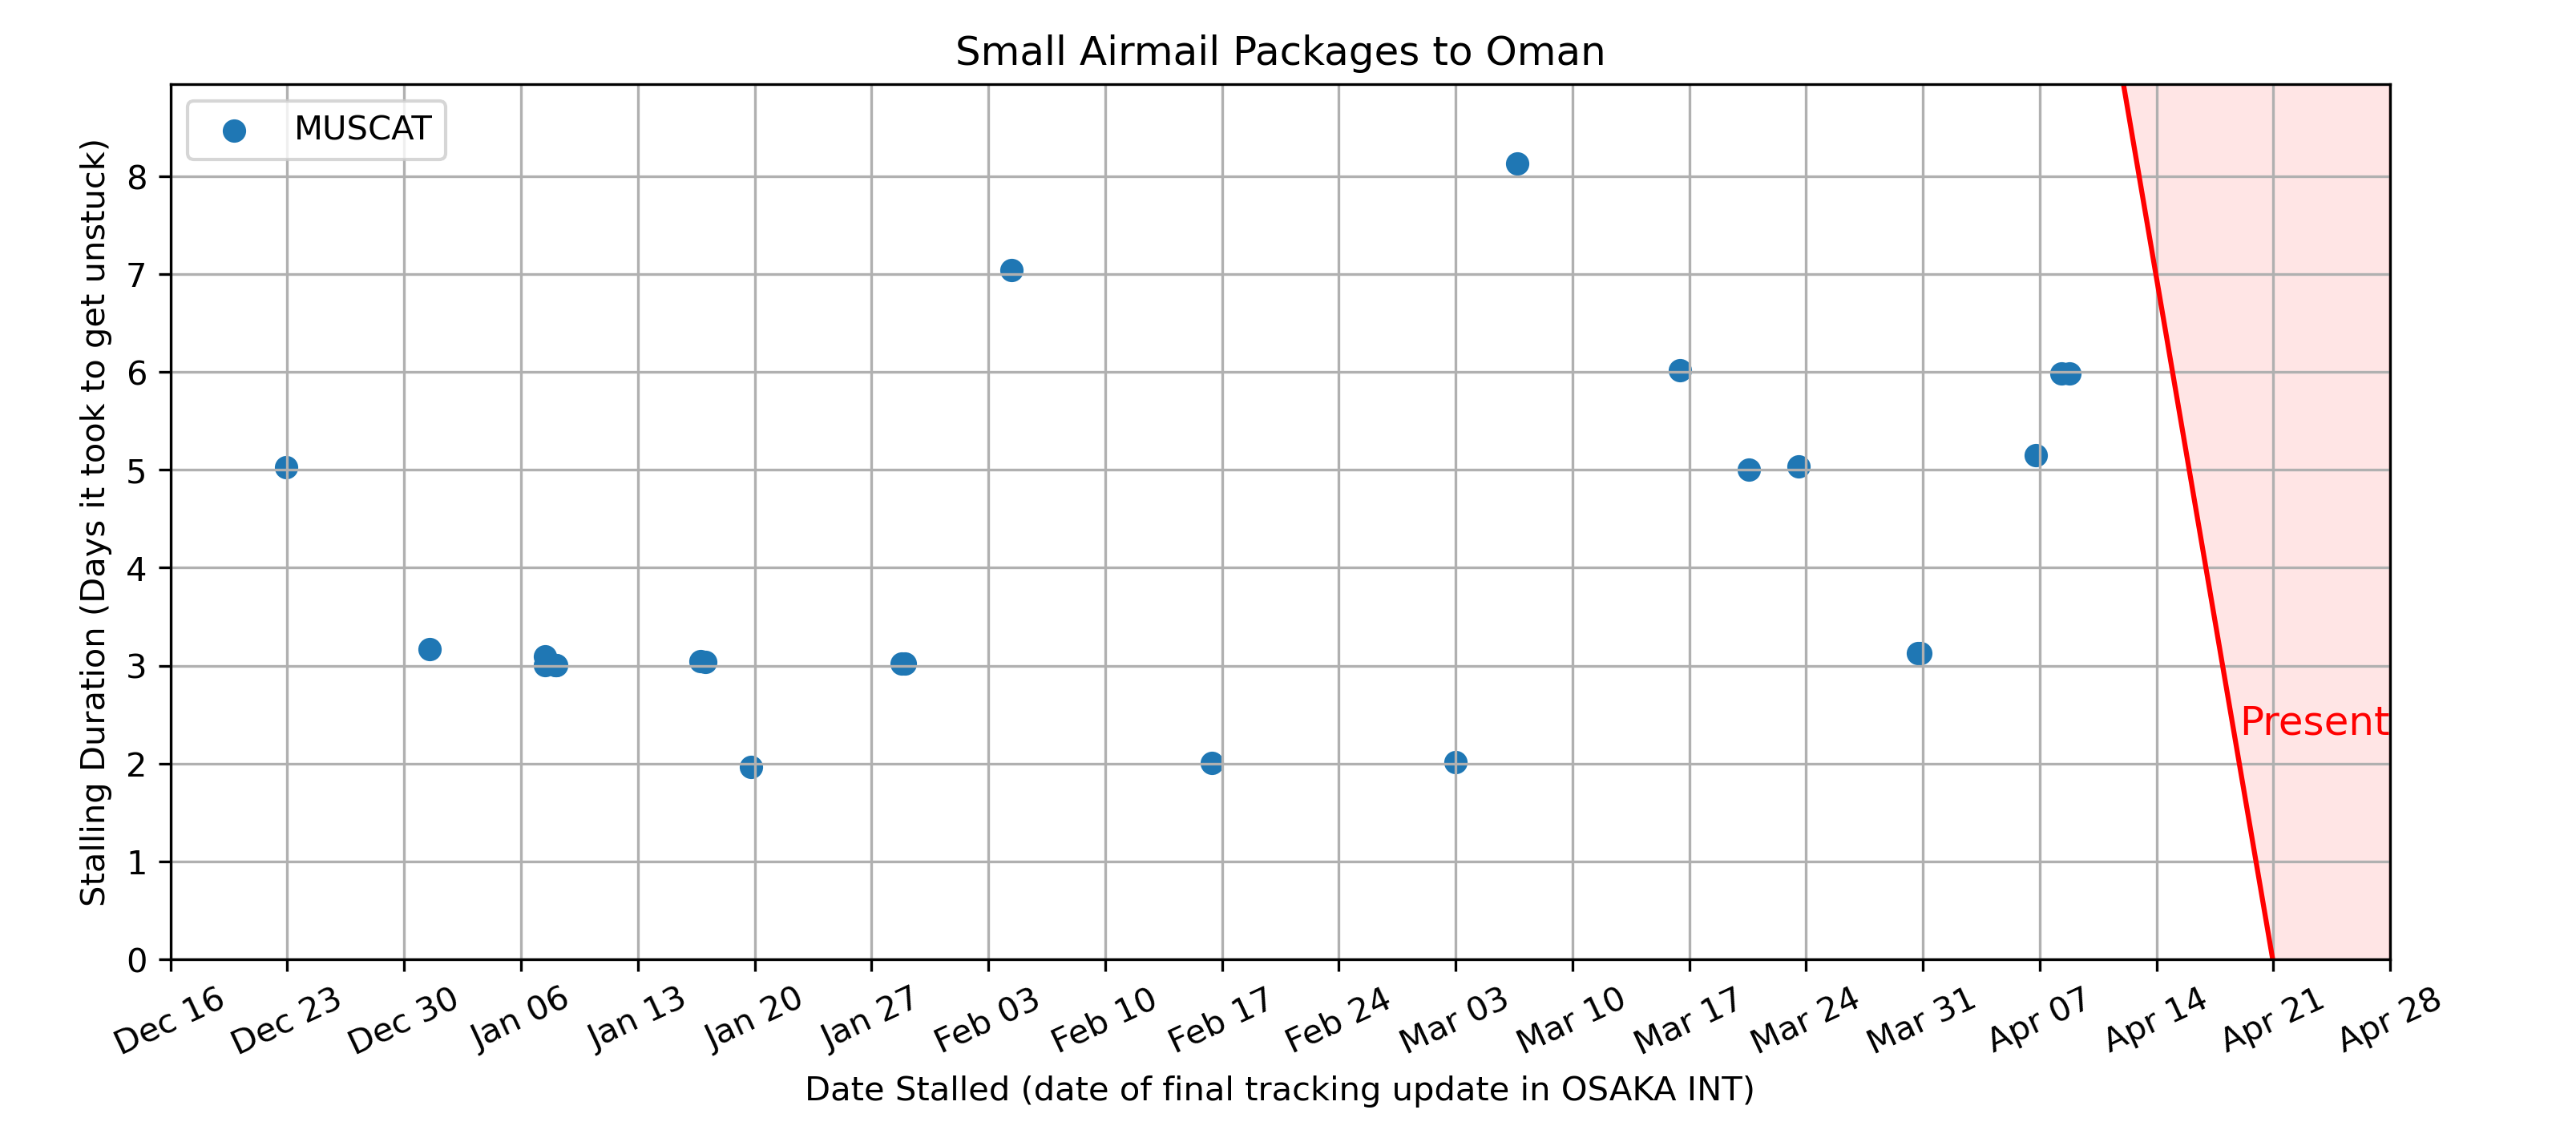 Small Airmail Packages to Oman
MUSCAT
Stalling Duration (Days it took to get unstuck)
8
7
6
5
4
3
2
1
0
Present
Dec 16
Dec 23
Dec 30
Jan 06
Jan 13
Jan 20
Jan 27
Feb 03
Feb 10
Feb 17
Feb 24
Mar 03
Mar 10
Mar 17
Mar 24
Mar 31
Apr 07
Apr 14
Apr 21
Apr 28
Date Stalled (date of final tracking update in OSAKA INT)